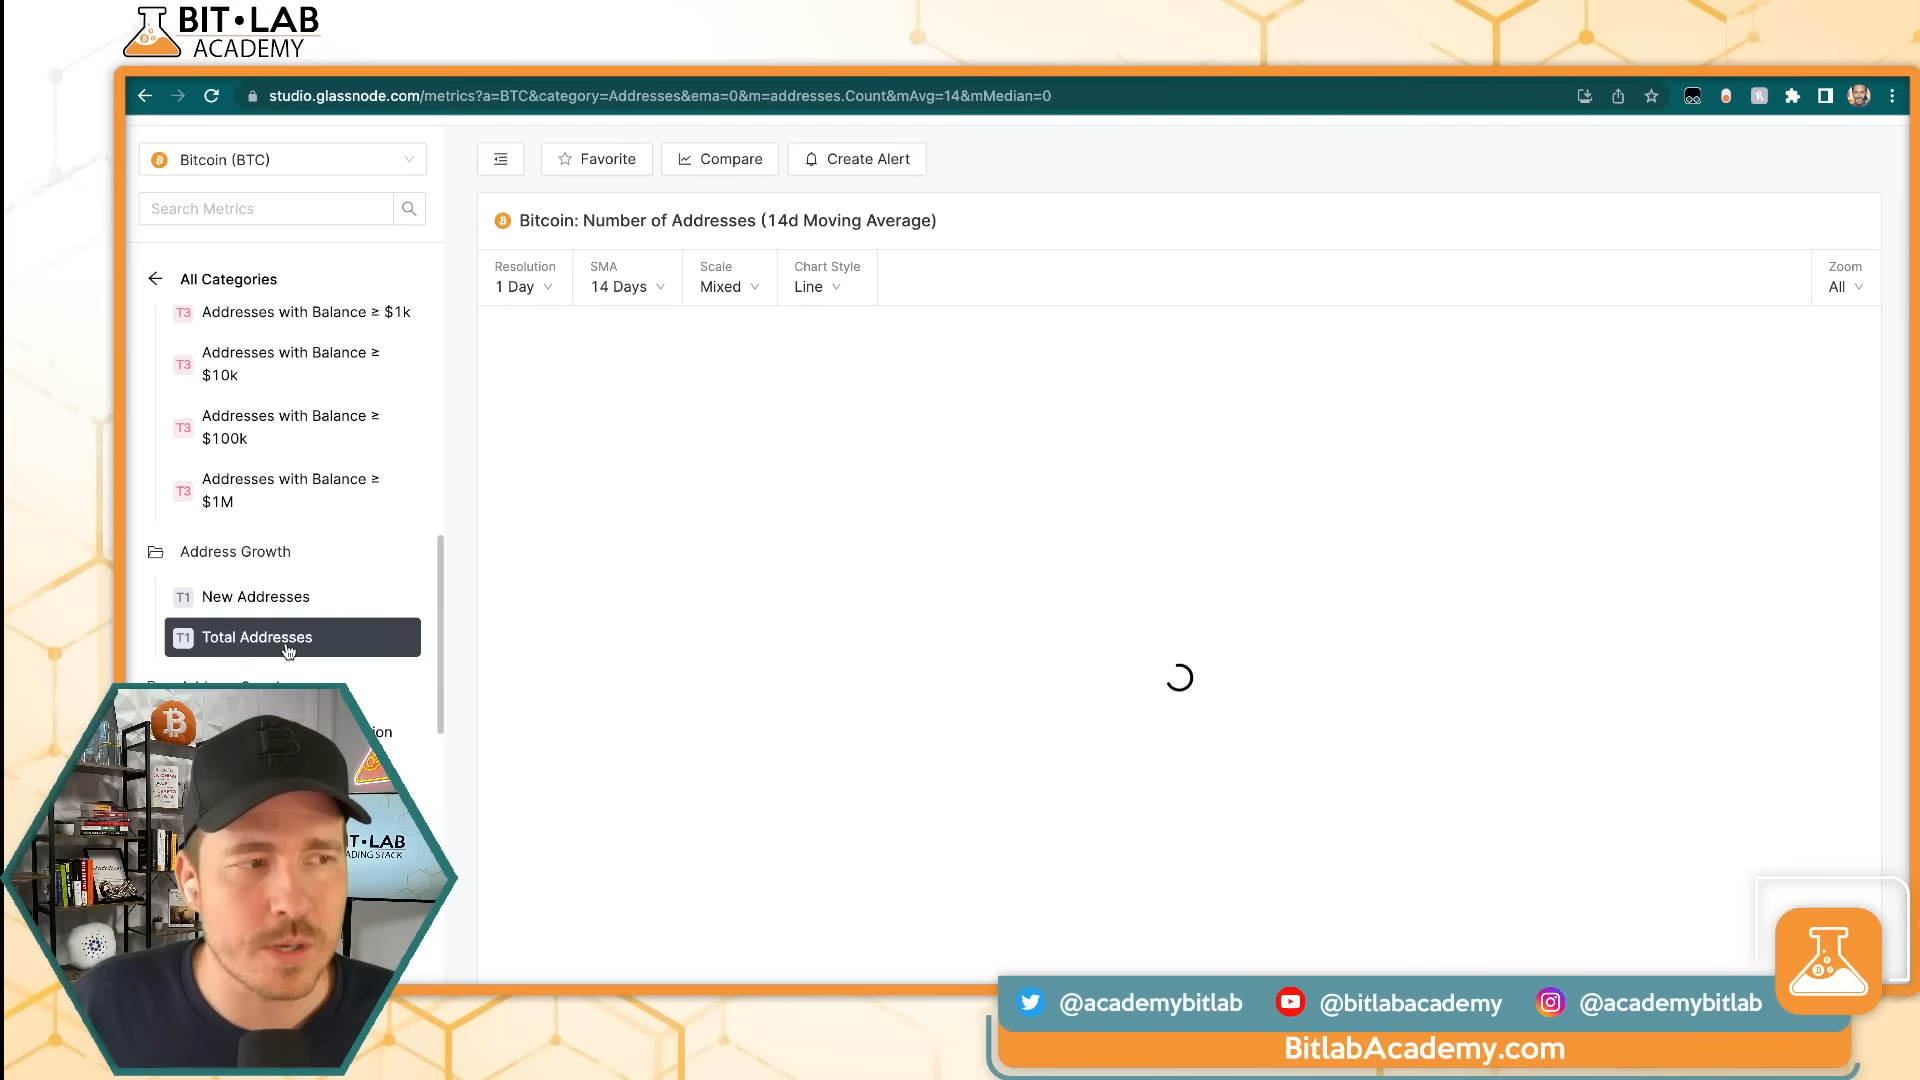 BIT•LAB
ACADEMY
studio.glassnode.com/metrics?a=BTC&category=Addresses&ema=0&m=addresses.Count&mAvg=14&mMedian=0
Bitcoin (BTC)
Search Metrics
All Categories
T3 Addresses with Balance ≥ $1k
T3 Addresses with Balance ≥
$10k
T3 Addresses with Balance ≥
$100k
T3 Addresses with Balance ≥
$1M
Address Growth
T1 New Addresses
T1 Total Addresses
Favorite
Compare
Create Alert
Bitcoin: Number of Addresses (14d Moving Average)
Resolution
1 Day
SMA
14 Days
Scale
Mixed
Chart Style
Line
Zoom
All
IT•LAB
ADING STACK
@academybitlab
@bitlabacademy
@academybitlab
BitlabAcademy.com